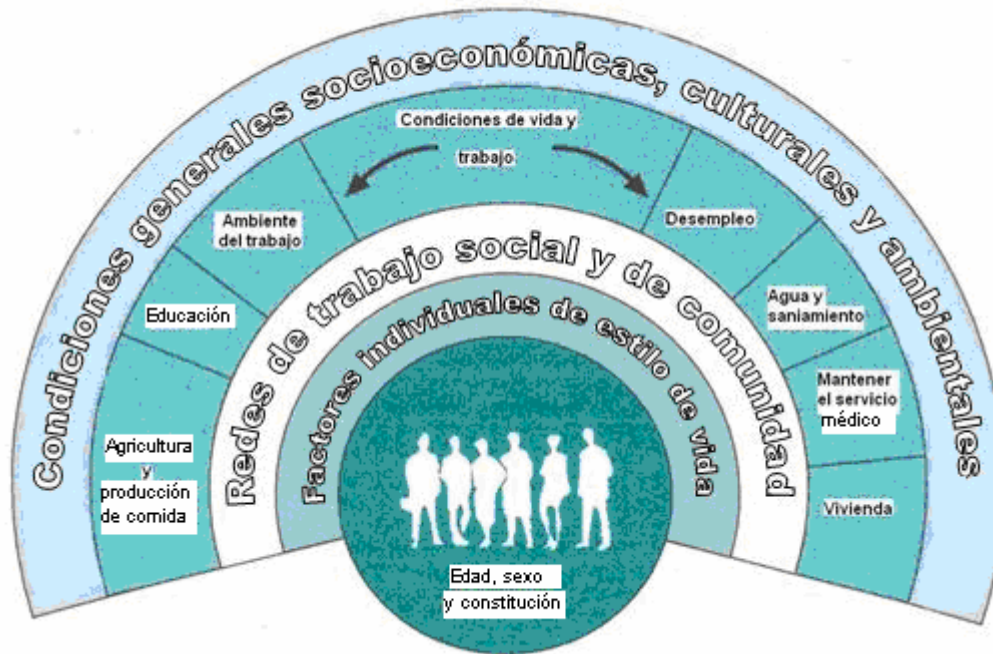 Condiciones generales socioeconómicas, culturales y ambientales
Condiciones de vida y
trabajo
Ambiente
del trabajo
Desempleo
Educación
Agua y
saniamiento
Mantener
el servicio
médico
Agricultura
y
producción
de comida
Vivienda
Redes de trabajo social y de comunidad
Factores individuales de estilo de vida
Edad, sexo
y constitución